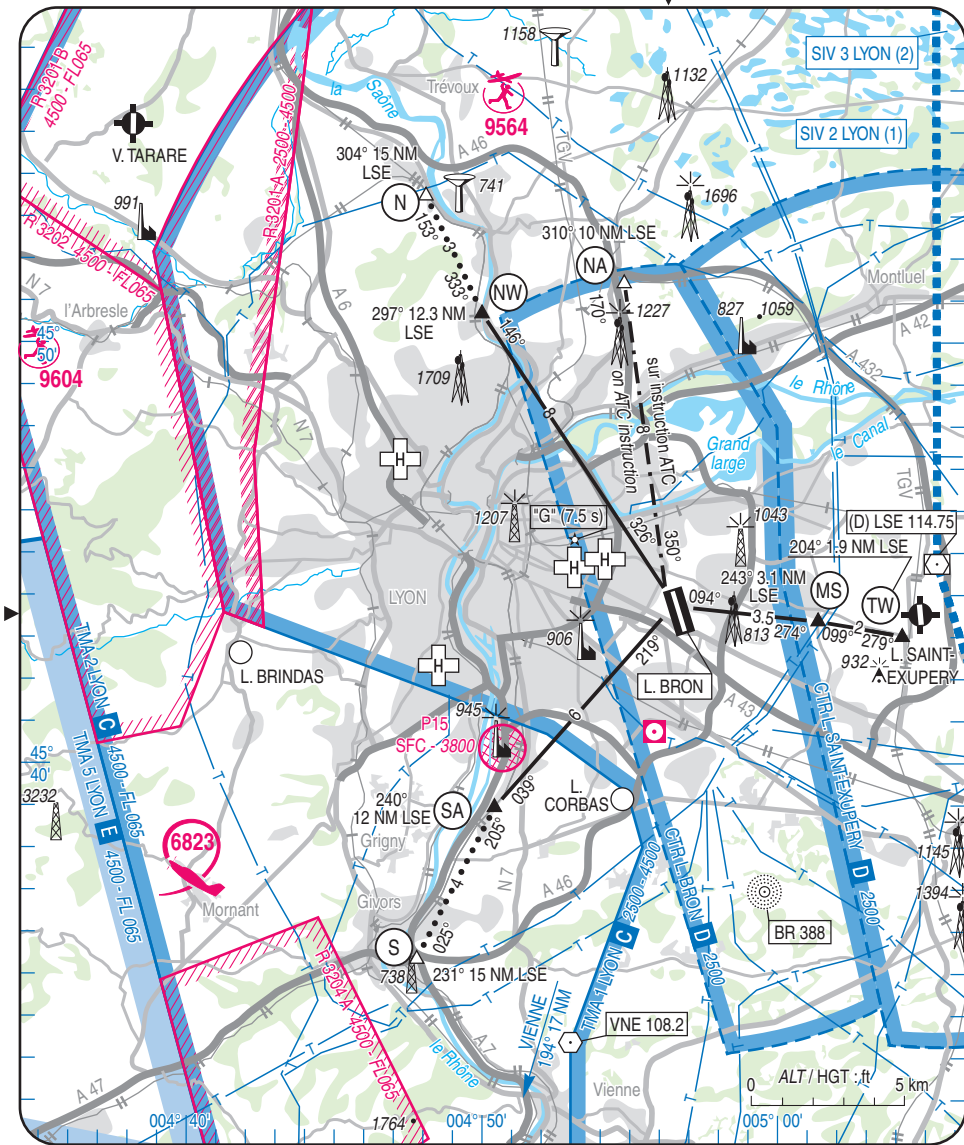 1158
SIV 3 LYON (2)
R 3201 B
4500 - FL065
la
Saône
Trévoux
1132
9564
SIV 2 LYON (1)
V. TARARE
A 46
TGV
R 3201 A - 2500 - 4500
304° 15 NM
LSE
741
991
N
1696
153°
3
333°
310° 10 NM LSE
NA
R 3202 - 4500 - FL065
N 7
l'Arbresle
A 6
NW
Montluel
297° 12.3 NM
LSE
146°
170°
1227
827
1059
A 42
45°
50'
9604
1709
A 432
le Rhône
8
on ATC instruction
8
sur instruction ATC
N7
Grand
large
le Canal
TGV
1207
"G" (7.5 s)
326°
350°
1043
(D) LSE 114.75
204° 1.9 NM LSE
243° 3.1 NM
LSE
MS
TW
LYON
094°
3.5
813
274°
099°
2
279°
906
219°
932
L. SAINT-
EXUPERY
L. BRINDAS
L. BRON
TMA 2 LYON C 4500 - FL065
TMA 5 LYON E 4500 - FL 065
945
P15
SFC - 3800
6
A 43
CTR L. SAINT-EXUPERY D 2500
45°
40'
3232
240°
12 NM LSE
SA
039°
205°
L.
CORBAS
Grigny
CTR L. BRON D 2500
1145
6823
4
N7
A 46
1394
Mornant
Givors
025°
BR 388
S
738
231° 15 NM LSE
R 3204 A - 4500 - FL065
TMA 1 LYON C 2500 - 4500
VIENNE
194° 17 NM
VNE 108.2
A 7
le Rhône
A 47
Vienne
ALT / HGT : ft
0
5 km
004° 40'
1764
004° 50'
005° 00'